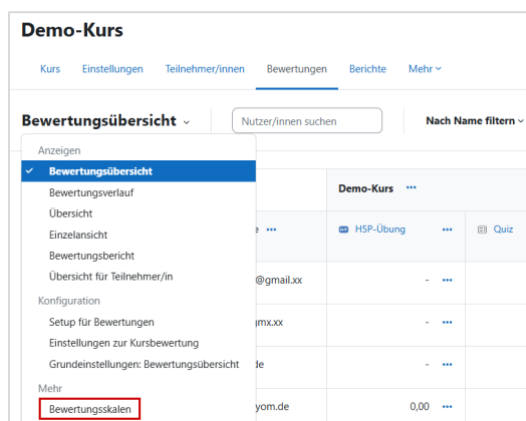 Demo-Kurs
Kurs Einstellungen Teilnehmer/innen Bewertungen Berichte Mehr
Bewertungsübersicht Nutzer/innen suchen Nach Name filtern
Anzeigen
Bewertungsübersicht
Bewertungsverlauf
Übersicht
Einzelansicht
Bewertungsbericht
Übersicht für Teilnehmer/in
Konfiguration
Setup für Bewertungen
Einstellungen zur Kursbewertung
Grundeinstellungen: Bewertungsübersicht
Mehr
Bewertungsskalen
Demo-Kurs
H5P-Übung Quiz
@gmail.xx -
gmx.xx -
de -
yom.de 0,00